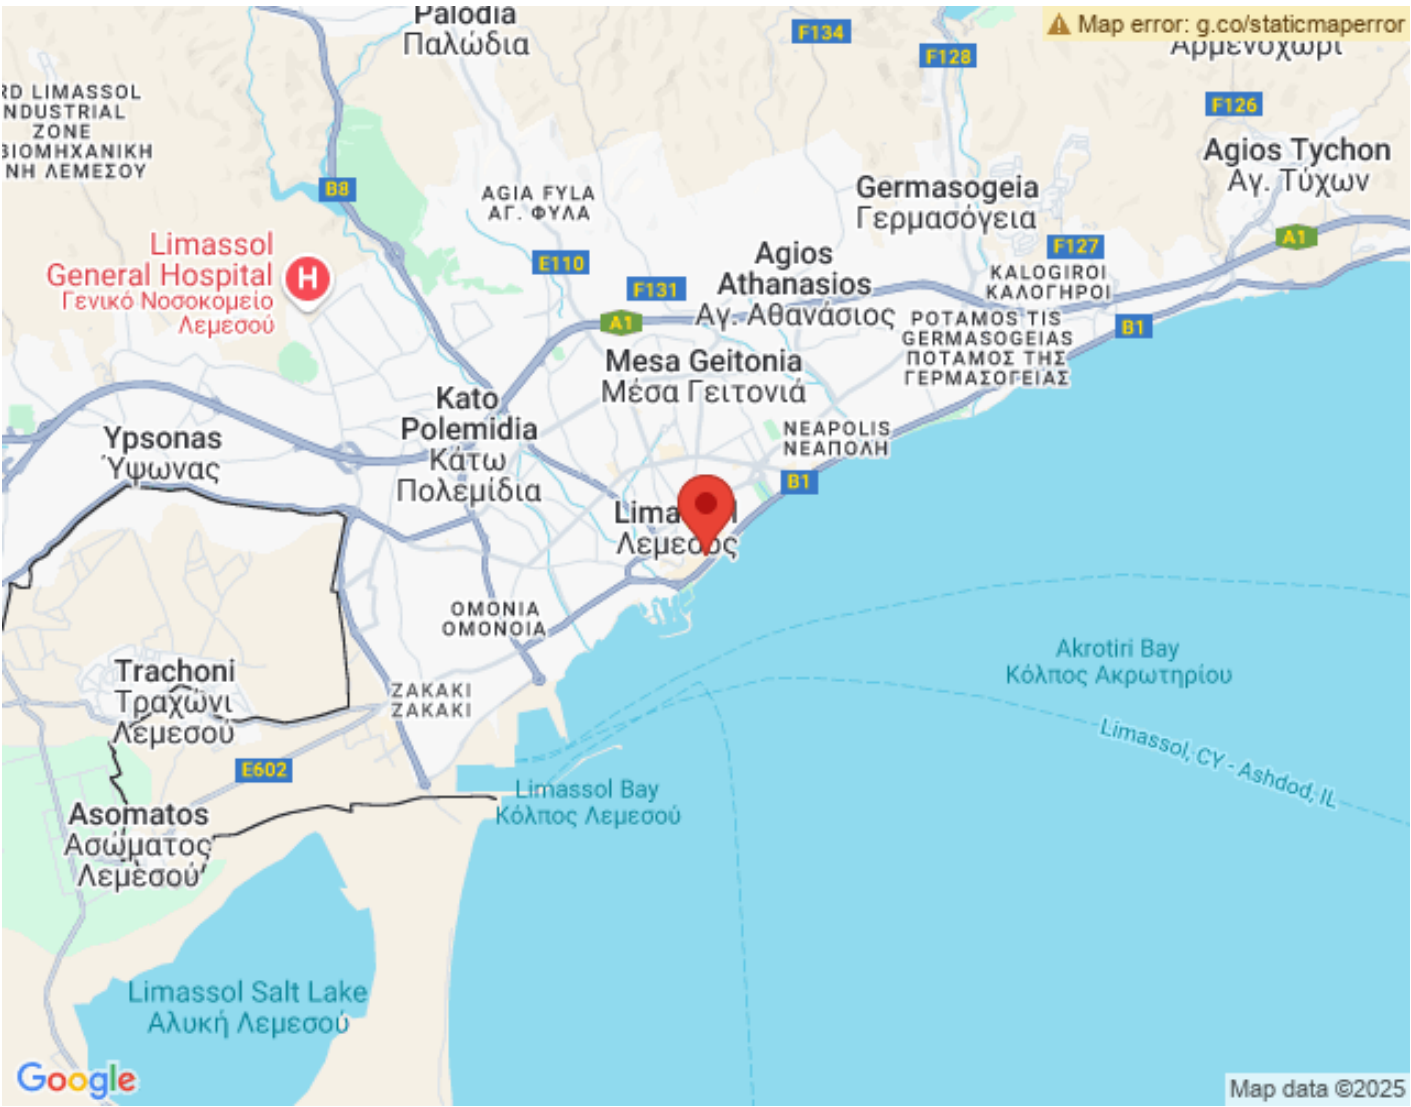 Palodia
Παλώδια
F134
F128
⚠ Map error: g.co/staticmaperror
Αρμενοχώρι
F126
RD LIMASSOL
NDUSTRIAL
ZONE
ΒΙΟΜΗΧΑΝΙΚΗ
ΝΗ ΛΕΜΕΣΟΥ
B8
AGIA FYLA
ΑΓ. ΦΥΛΑ
Germasogeia
Γερμασόγεια
Agios Tychon
Αγ. Τύχων
A1
F127
Limassol
General Hospital
Γενικό Νοσοκομείο
Λεμεσού
H
E110
F131
A1
Agios
Athanasios
Αγ. Αθανάσιος
KALOGIROI
ΚΑΛΟΓΗΡΟΙ
POTAMOS TIS
GERMASOGEIAS
ΠΟΤΑΜΟΣ ΤΗΣ
ΓΕΡΜΑΣΟΓΕΙΑΣ
B1
Mesa Geitonia
Μέσα Γειτονιά
Kato
Polemidia
Κάτω
Πολεμίδια
Ypsonas
Ύψωνας
NEAPOLIS
ΝΕΑΠΟΛΗ
B1
Λεμεσός
OMONIA
ΟΜΟΝΟΙΑ
Trachoni
Τραχώνι
Λεμεσού
ZAKAKI
ΖΑΚΑΚΙ
Akrotiri Bay
Κόλπος Ακρωτηρίου
Limassol, CY - Ashdod, IL
E602
Limassol Bay
Κόλπος Λεμεσού
Asomatos
Ασώματος
Λεμεσού
Limassol Salt Lake
Αλυκή Λεμεσού
Google
Map data ©2025